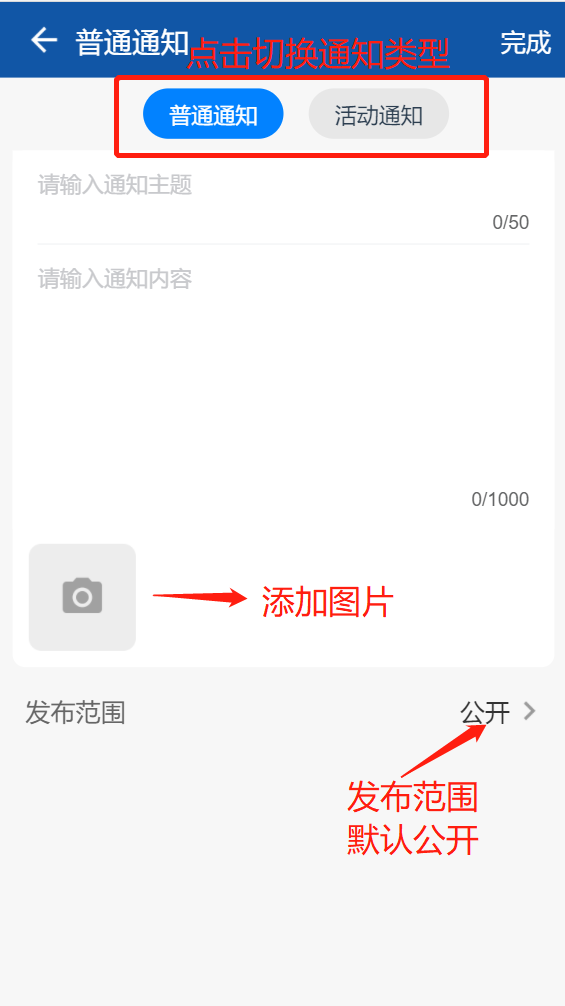 普通通知
点击切换通知类型
完成
普通通知
活动通知
请输入通知主题
0/50
请输入通知内容
0/1000
添加图片
发布范围
公开
发布范围
默认公开